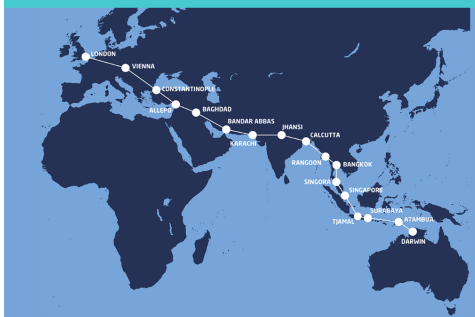 LONDON
VIENNA
CONSTANTINOPLE
ALLEPO
BAGHDAD
BANDAR ABBAS
KARACHI
JHANSI
CALCUTTA
RANGOON
BANGKOK
SINGORA
SINGAPORE
TJAMAL
SURABAYA
ATAMBUA
DARWIN